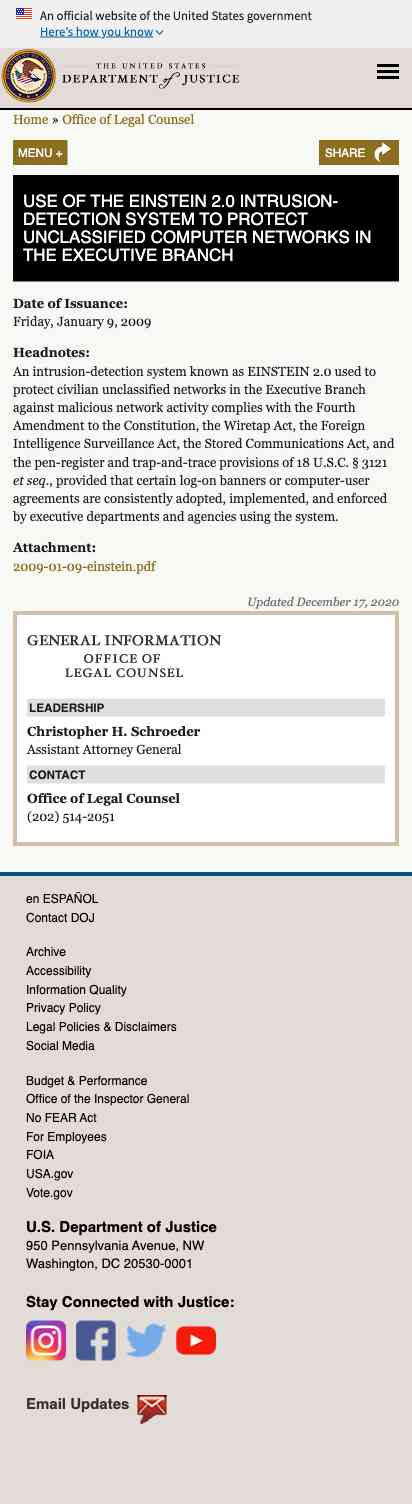 An official website of the United States government
Here's how you know
THE UNITED STATES
DEPARTMENT of JUSTICE
Home » Office of Legal Counsel
MENU +
SHARE
USE OF THE EINSTEIN 2.0 INTRUSION-
DETECTION SYSTEM TO PROTECT
UNCLASSIFIED COMPUTER NETWORKS IN
THE EXECUTIVE BRANCH
Date of Issuance:
Friday, January 9, 2009
Headnotes:
An intrusion-detection system known as EINSTEIN 2.0 used to
protect civilian unclassified networks in the Executive Branch
against malicious network activity complies with the Fourth
Amendment to the Constitution, the Wiretap Act, the Foreign
Intelligence Surveillance Act, the Stored Communications Act, and
the pen-register and trap-and-trace provisions of 18 U.S.C. § 3121
et seq., provided that certain log-on banners or computer-user
agreements are consistently adopted, implemented, and enforced
by executive departments and agencies using the system.
Attachment:
2009-01-09-einstein.pdf
Updated December 17, 2020
GENERAL INFORMATION
OFFICE OF
LEGAL COUNSEL
LEADERSHIP
Christopher H. Schroeder
Assistant Attorney General
CONTACT
Office of Legal Counsel
(202) 514-2051
en ESPAÑOL
Contact DOJ
Archive
Accessibility
Information Quality
Privacy Policy
Legal Policies & Disclaimers
Social Media
Budget & Performance
Office of the Inspector General
No FEAR Act
For Employees
FOIA
USA.gov
Vote.gov
U.S. Department of Justice
950 Pennsylvania Avenue, NW
Washington, DC 20530-0001
Stay Connected with Justice:
Email Updates